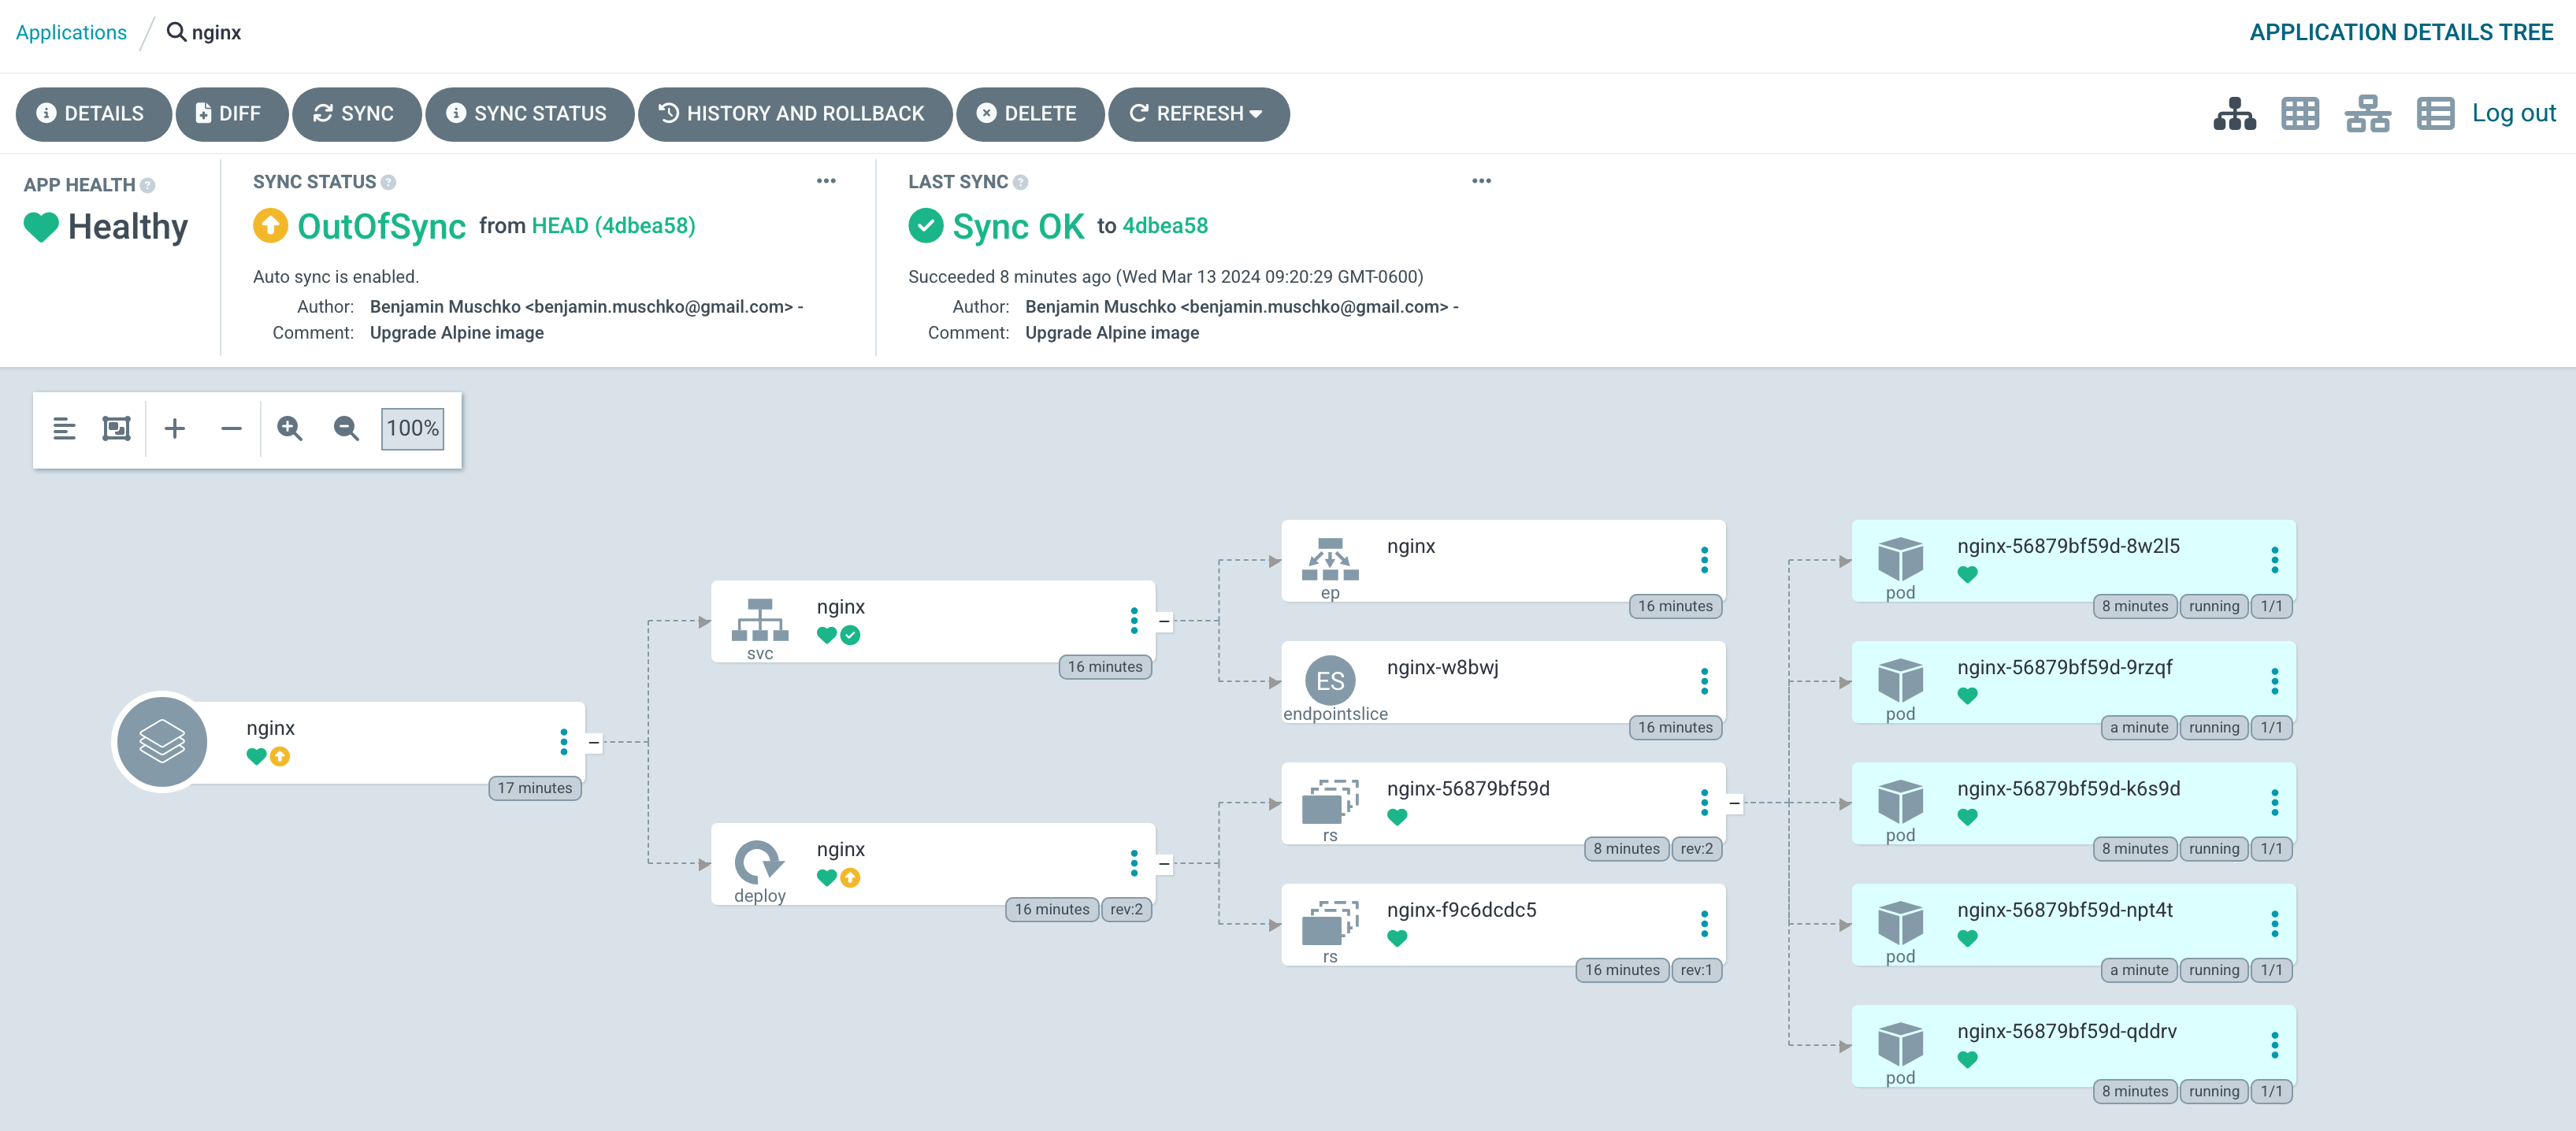 Applications / nginx
APPLICATION DETAILS TREE
DETAILS
DIFF
SYNC
SYNC STATUS
HISTORY AND ROLLBACK
DELETE
REFRESH
Log out
APP HEALTH
Healthy
SYNC STATUS
OutOfSync from HEAD (4dbea58)
Auto sync is enabled.
Author: Benjamin Muschko <benjamin.muschko@gmail.com> -
Comment: Upgrade Alpine image
LAST SYNC
Sync OK to 4dbea58
Succeeded 8 minutes ago (Wed Mar 13 2024 09:20:29 GMT-0600)
Author: Benjamin Muschko <benjamin.muschko@gmail.com> -
Comment: Upgrade Alpine image
100%
nginx
17 minutes
nginx
svc
16 minutes
nginx
deploy
16 minutes rev:2
nginx
ep
16 minutes
ES
nginx-w8bwj
endpointslice
16 minutes
nginx-56879bf59d
rs
8 minutes rev:2
nginx-f9c6dcdc5
rs
16 minutes rev:1
nginx-56879bf59d-8w2l5
pod
8 minutes running 1/1
nginx-56879bf59d-9rzqf
pod
a minute running 1/1
nginx-56879bf59d-k6s9d
pod
8 minutes running 1/1
nginx-56879bf59d-npt4t
pod
a minute running 1/1
nginx-56879bf59d-qddrv
pod
8 minutes running 1/1